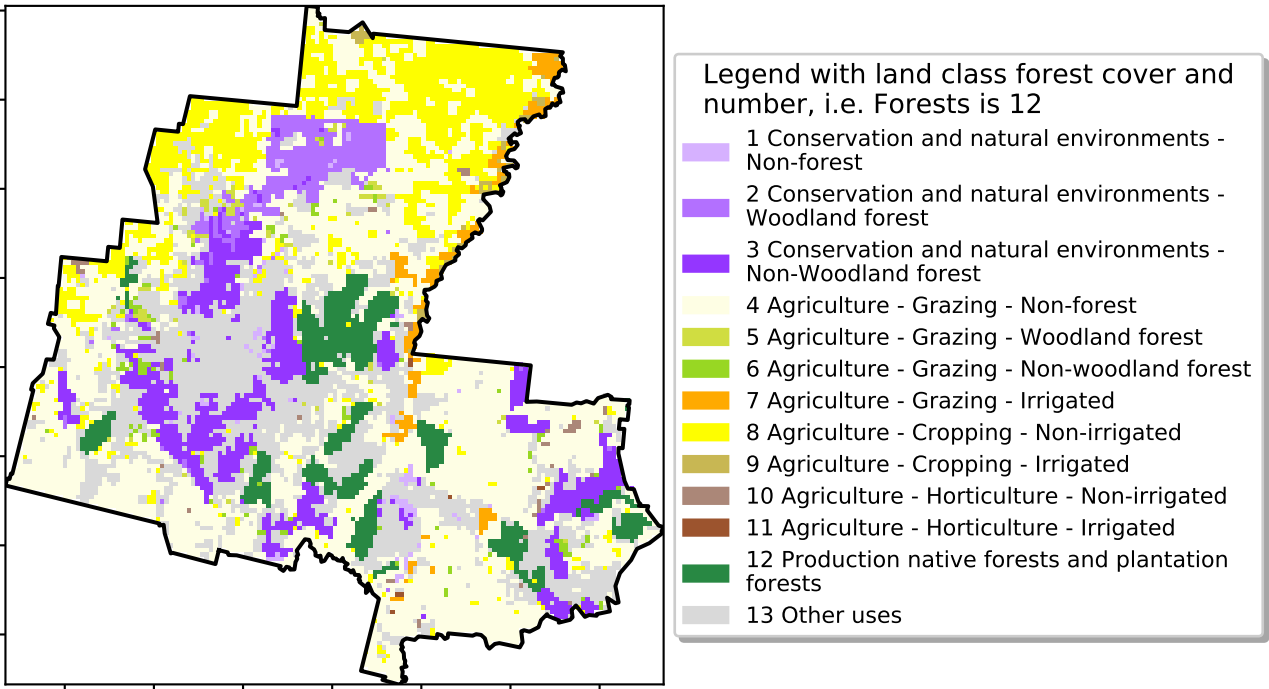 Legend with land class forest cover and
number, i.e. Forests is 12
1 Conservation and natural environments -
Non-forest
2 Conservation and natural environments -
Woodland forest
3 Conservation and natural environments -
Non-Woodland forest
4 Agriculture - Grazing - Non-forest
5 Agriculture - Grazing - Woodland forest
6 Agriculture - Grazing - Non-woodland forest
7 Agriculture - Grazing - Irrigated
8 Agriculture - Cropping - Non-irrigated
9 Agriculture - Cropping - Irrigated
10 Agriculture - Horticulture - Non-irrigated
11 Agriculture - Horticulture - Irrigated
12 Production native forests and plantation
forests
13 Other uses